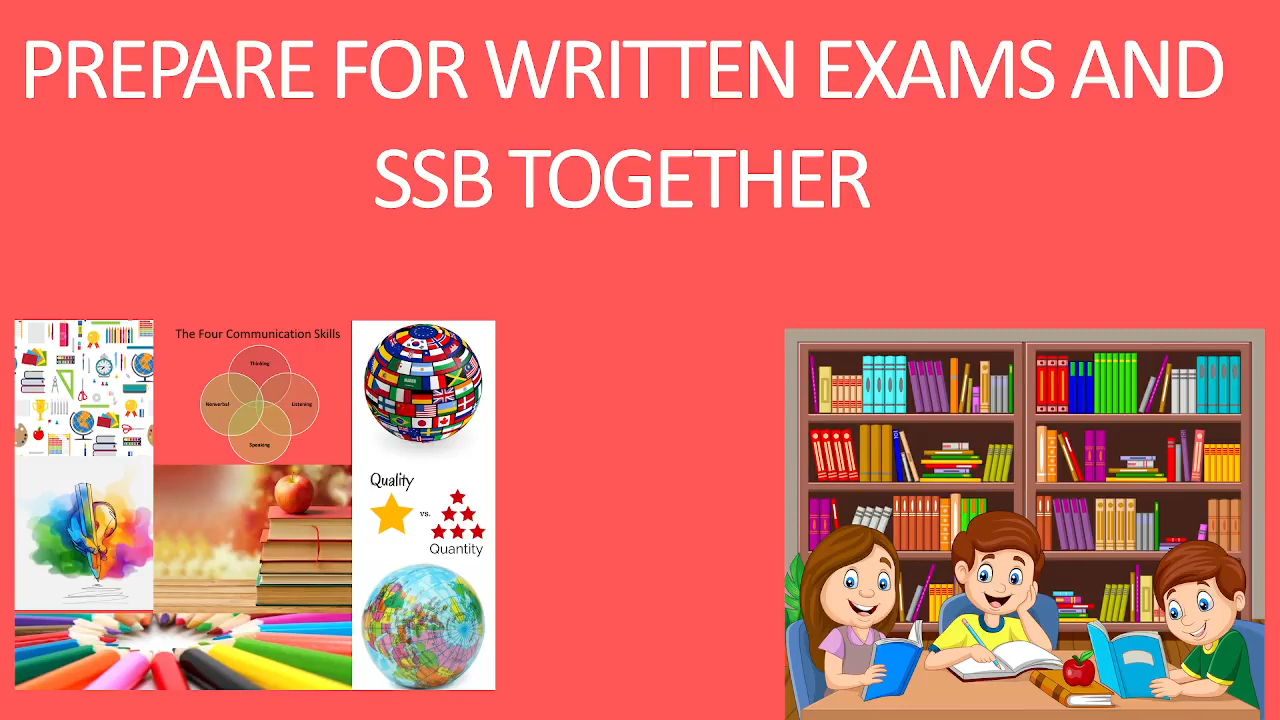 PREPARE FOR WRITTEN EXAMS AND
SSB TOGETHER
The Four Communication Skills
Thinking
Nonverbal
Listening
Speaking
Quality
vs.
Quantity